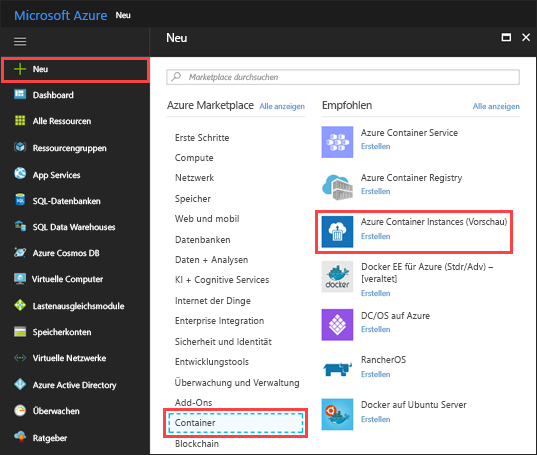 Microsoft Azure Neu
Neu
Dashboard
Alle Ressourcen
Ressourcengruppen
App Services
SQL-Datenbanken
SQL Data Warehouses
Azure Cosmos DB
Virtuelle Computer
Lastenausgleichsmodule
Speicherkonten
Virtuelle Netzwerke
Azure Active Directory
Überwachen
Ratgeber
Neu
Marketplace durchsuchen
Azure Marketplace Alle anzeigen
Erste Schritte
Compute
Netzwerk
Speicher
Web und mobil
Datenbanken
Daten + Analysen
KI + Cognitive Services
Internet der Dinge
Enterprise Integration
Sicherheit und Identität
Entwicklungstools
Überwachung und Verwaltung
Add-Ons
Container
Blockchain
Empfohlen Alle anzeigen
Azure Container Service
Erstellen
Azure Container Registry
Erstellen
Azure Container Instances (Vorschau)
Erstellen
docker
Docker EE für Azure (Stdr/Adv) –
[veraltet]
Erstellen
DC/OS auf Azure
Erstellen
RancherOS
Erstellen
Docker auf Ubuntu Server
Erstellen